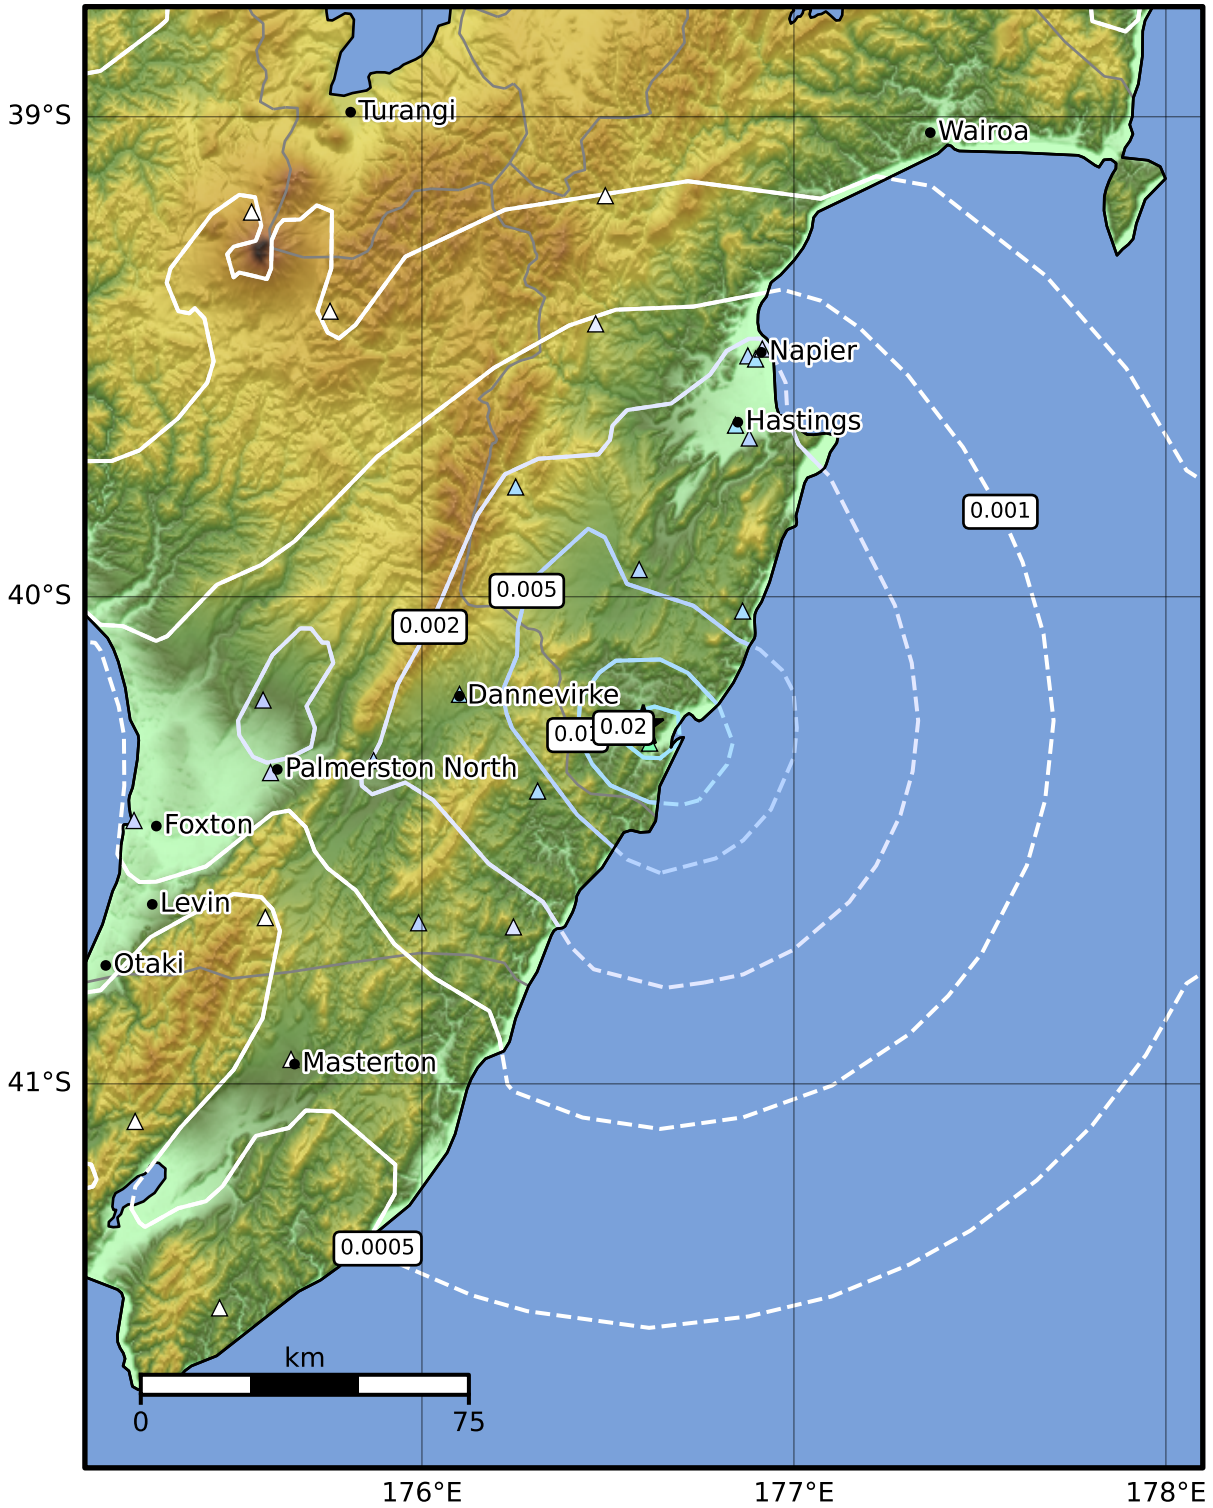 39°S
Turangi
Wairoa
Napier
Hastings
0.001
40°S
0.005
0.002
Dannevirke
0.02
Palmerston North
Foxton
Levin
Otaki
41°S
Masterton
0.0005
km
0
75
176°E
177°E
178°E